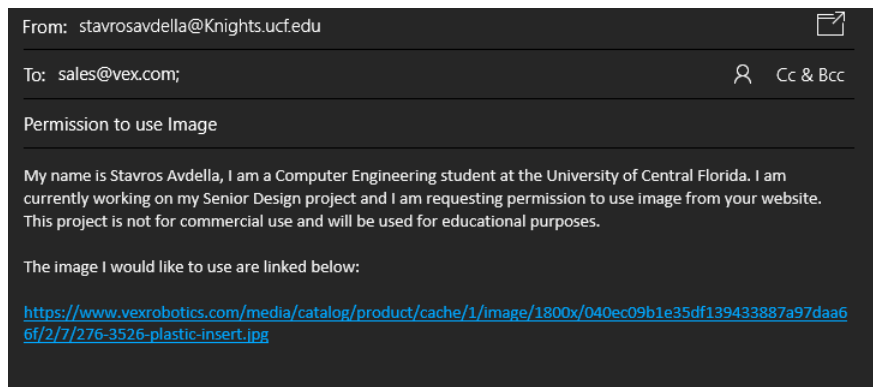 From: stavrosavdella@Knights.ucf.edu
To: sales@vex.com; Cc & Bcc
Permission to use Image
My name is Stavros Avdella, I am a Computer Engineering student at the University of Central Florida. I am
currently working on my Senior Design project and I am requesting permission to use image from your website.
This project is not for commercial use and will be used for educational purposes.
The image I would like to use are linked below:
https://www.vexrobotics.com/media/catalog/product/cache/1/image/1800x/040ec09b1e35df139433887a97daa6
6f/2/7/276-3526-plastic-insert.jpg